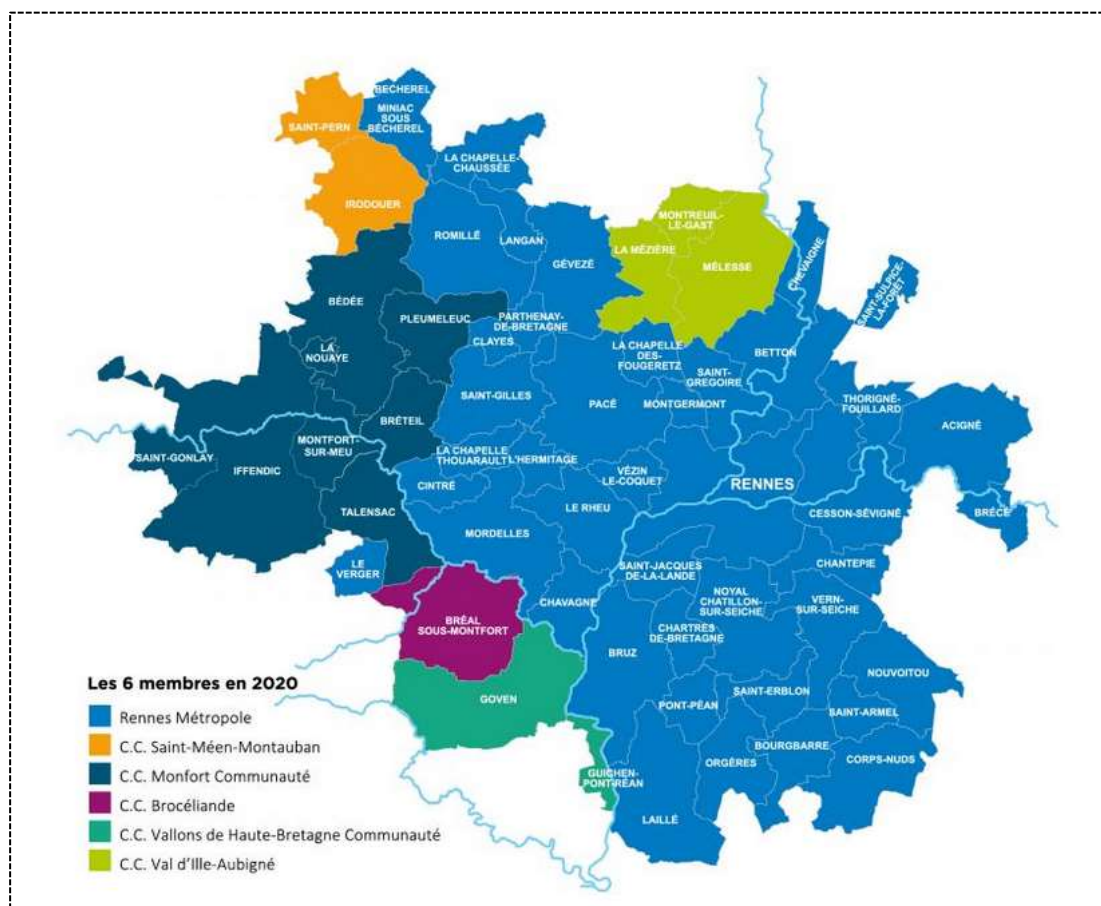 BECHEREL
MINIAC
SOUS
BÉCHEREL
SAINT-PERN
LA CHAPELLE-
CHAUSSÉE
IRODOUER
ROMILLÉ
LANGAN
GÉVEZÉ
MONTREUIL-
LE-GAST
LA MÉZIÈRE
MÉLESSE
CHEVAIGNE
SAINT-SULPICE-
LA-FORÊT
BÉDÉE
PLEUMELEUC
PARTHENAY-
DE-BRETAGNE
CLAYES
LA
NOUAYE
LA CHAPELLE
DES-
FOUGERETZ
BETTON
SAINT-
GREGOIRE
SAINT-GILLES
PACÉ
MONTGERMONT
THORIGNÉ-
FOUILLARD
ACIGNÉ
BRÉTEIL
MONTFORT-
SUR-MEU
SAINT-GONLAY
IFFENDIC
LA CHAPELLE
THOUARAULT
L'HERMITAGE
VÉZIN
LE-COQUET
RENNES
CINTRÉ
LE RHEU
TALENSAC
CESSON-SÉVIGNÉ
BRÉCÉ
MORDELLES
LE
VERGER
SAINT-JACQUES
DE-LA-LANDE
CHANTEPIE
CHAVAGNE
NOYAL
CHATILLON-
SUR-SEICHE
VERN-
SUR-SEICHE
BRÉAL
SOUS-MONTFORT
CHARTRES
DE-BRETAGNE
BRUZ
NOUVOITOU
GOVEN
SAINT-ERBLON
PONT-PÉAN
SAINT-ARMEL
BOURGBARRE
ORGÈRES
CORPS-NUDS
GUICHEN-
PONT-RÉAN
LAILLÉ
Les 6 membres en 2020
Rennes Métropole
C.C. Saint-Méen-Montauban
C.C. Monfort Communauté
C.C. Brocéliande
C.C. Vallons de Haute-Bretagne Communauté
C.C. Val d'Ille-Aubigné